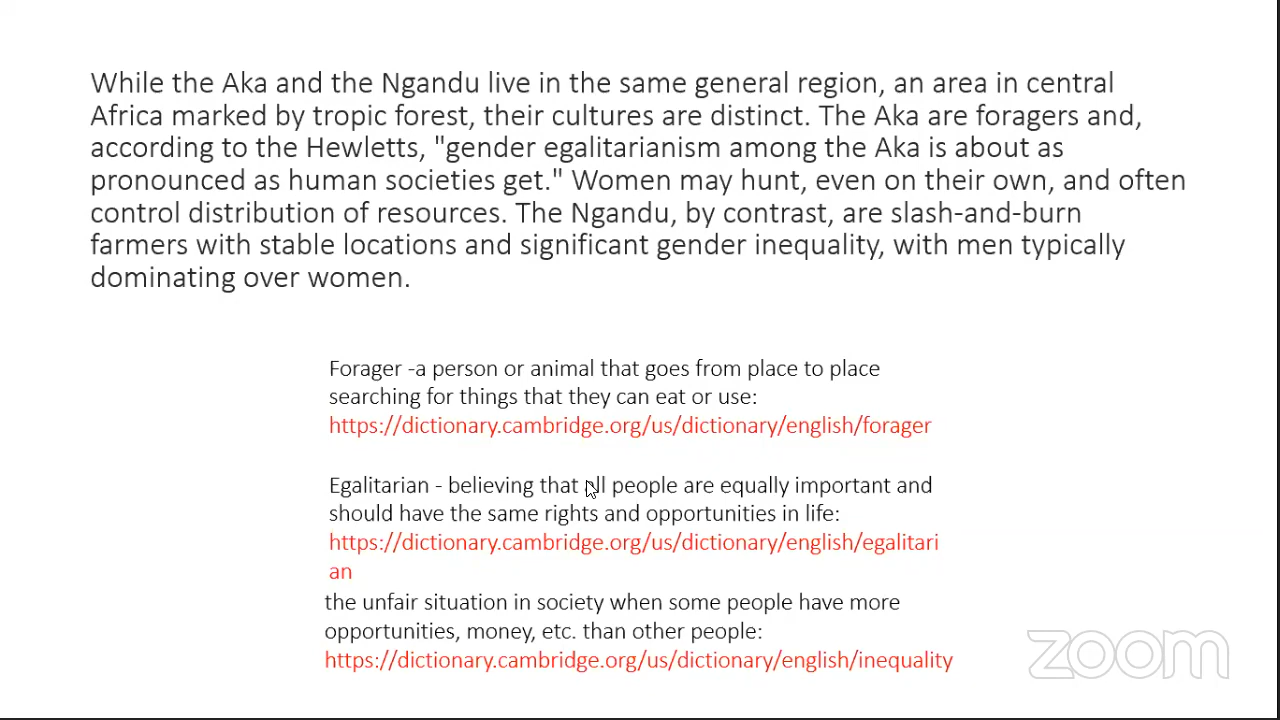 While the Aka and the Ngandu live in the same general region, an area in central
Africa marked by tropic forest, their cultures are distinct. The Aka are foragers and,
according to the Hewletts, "gender egalitarianism among the Aka is about as
pronounced as human societies get." Women may hunt, even on their own, and often
control distribution of resources. The Ngandu, by contrast, are slash-and-burn
farmers with stable locations and significant gender inequality, with men typically
dominating over women.
Forager -a person or animal that goes from place to place
searching for things that they can eat or use:
https://dictionary.cambridge.org/us/dictionary/english/forager
Egalitarian - believing that all people are equally important and
should have the same rights and opportunities in life:
https://dictionary.cambridge.org/us/dictionary/english/egalitari
an
the unfair situation in society when some people have more
opportunities, money, etc. than other people:
https://dictionary.cambridge.org/us/dictionary/english/inequality
zoom